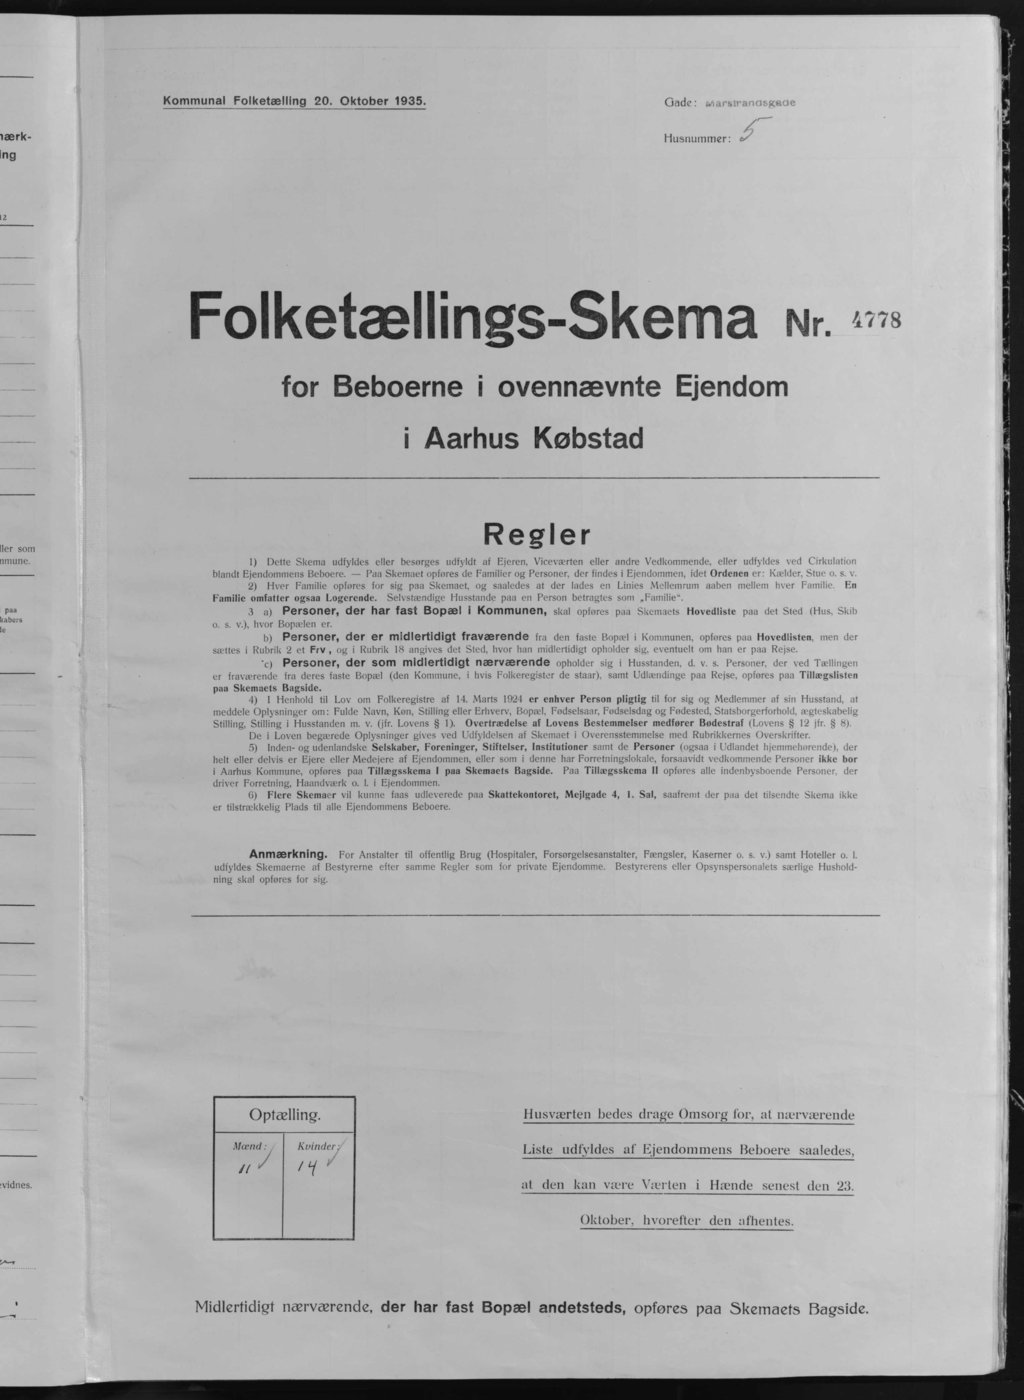 Kommunal Folketælling 20. Oktober 1935.
Gade: Marstrandsgade
Husnummer: 5
Folketællings-Skema Nr. 4778
for Beboerne i ovennævnte Ejendom
i Aarhus Købstad
Regler
1) Dette Skema udfyldes eller besørges udfyldt af Ejeren, Viceværten eller andre Vedkommende, eller udfyldes ved Cirkulation
blandt Ejendommens Beboere. — Paa Skemaet opføres de Familier og Personer, der findes i Ejendommen, idet Ordenen er: Kælder, Stue o. s. v.
2) Hver Familie opføres for sig paa Skemaet, og saaledes at der lades en Linies Mellemrum aaben mellem hver Familie. En
Familie omfatter ogsaa Logerende. Selvstændige Husstande paa en Person betragtes som „Familie“.
3 a) Personer, der har fast Bopæl i Kommunen, skal opføres paa Skemaets Hovedliste paa det Sted (Hus, Skib
o. s. v.), hvor Bopælen er.
b) Personer, der er midlertidigt fraværende fra den faste Bopæl i Kommunen, opføres paa Hovedlisten, men der
sættes i Rubrik 2 et Frv, og i Rubrik 18 angives det Sted, hvor han midlertidigt opholder sig, eventuelt om han er paa Rejse.
c) Personer, der som midlertidigt nærværende opholder sig i Husstanden, d. v. s. Personer, der ved Tællingen
er fraværende fra deres faste Bopæl (den Kommune, i hvis Folkeregister de staar), samt Udlændinge paa Rejse, opføres paa Tillægslisten
paa Skemaets Bagside.
4) I Henhold til Lov om Folkeregistre af 14. Marts 1924 er enhver Person pligtig til for sig og Medlemmer af sin Husstand, at
meddele Oplysninger om: Fulde Navn, Køn, Stilling eller Erhverv, Bopæl, Fødselsaar, Fødselsdag og Fødested, Statsborgerforhold, ægteskabelig
Stilling, Stilling i Husstanden m. v. (jfr. Lovens § 1). Overtrædelse af Lovens Bestemmelser medfører Bødestraf (Lovens § 12 jfr. § 8).
De i Loven begærede Oplysninger gives ved Udfyldelsen af Skemaet i Overensstemmelse med Rubrikkernes Overskrifter.
5) Inden- og udenlandske Selskaber, Foreninger, Stiftelser, Institutioner samt de Personer (ogsaa i Udlandet hjemmehørende), der
helt eller delvis er Ejere eller Medejere af Ejendommen, eller som i denne har Forretningslokale, forsaavidt vedkommende Personer ikke bor
i Aarhus Kommune, opføres paa Tillægsskema I paa Skemaets Bagside. Paa Tillægsskema II opføres alle indenbysboende Personer, der
driver Forretning, Haandværk o. l. i Ejendommen.
6) Flere Skemaer vil kunne faas udleverede paa Skattekontoret, Mejlgade 4, 1. Sal, saafremt der paa det tilsendte Skema ikke
er tilstrækkelig Plads til alle Ejendommens Beboere.
Anmærkning. For Anstalter til offentlig Brug (Hospitaler, Forsørgelsesanstalter, Fængsler, Kaserner o. s. v.) samt Hoteller o. l.
udfyldes Skemaerne af Bestyrerne efter samme Regler som for private Ejendomme. Bestyrerens eller Opsynspersonalets særlige Hushold-
ning skal opføres for sig.
Optælling.
Mænd: Kvinder:
11 14
Husværten bedes drage Omsorg for, at nærværende
Liste udfyldes af Ejendommens Beboere saaledes,
at den kan være Værten i Hænde senest den 23.
Oktober, hvorefter den afhentes.
Midlertidigt nærværende, der har fast Bopæl andetsteds, opføres paa Skemaets Bagside.